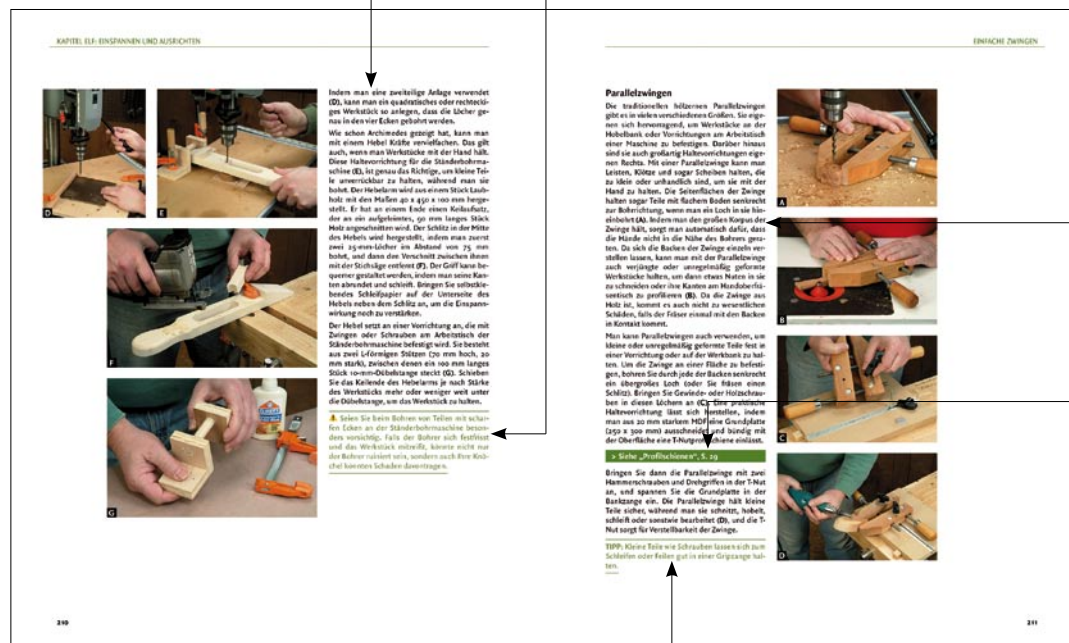 KAPITEL ELF: EINSPANNEN UND AUSRICHTEN
Indem man eine zweiteilige Anlage verwendet
(D), kann man ein quadratisches oder rechtecki-
ges Werkstück so anlegen, dass die Löcher ge-
nau in den vier Ecken gebohrt werden.
Wie schon Archimedes gezeigt hat, kann man
mit einem Hebel Kräfte vervielfachen. Das gilt
auch, wenn man Werkstücke mit der Hand hält.
Diese Haltevorrichtung für die Ständerbohrma-
schine (E), ist genau das Richtige, um kleine Tei-
le unverrückbar zu halten, während man sie
bohrt. Der Hebelarm wird aus einem Stück Laub-
holz mit den Maßen 40 x 450 x 100 mm herge-
stellt. Er hat an einem Ende einen Keilaufsatz,
der an ein aufgeleimtes, 90 mm langes Stück
Holz angeschnitten wird. Der Schlitz in der Mitte
des Hebels wird hergestellt, indem man zuerst
zwei 25-mm-Löcher im Abstand von 75 mm
bohrt, und dann den Verschnitt zwischen ihnen
mit der Stichsäge entfernt (F). Der Griff kann be-
quemer gestaltet werden, indem man seine Kan-
ten abrundet und schleift. Bringen Sie selbstkle-
bendes Schleifpapier auf der Unterseite des
Hebels neben dem Schlitz an, um die Einspann-
wirkung noch zu verstärken.
Der Hebel setzt an einer Vorrichtung an, die mit
Zwingen oder Schrauben am Arbeitstisch der
Ständerbohrmaschine befestigt wird. Sie besteht
aus zwei L-förmigen Stützen (70 mm hoch, 20
mm stark), zwischen denen ein 100 mm langes
Stück 10-mm-Dübelstange steckt (G). Schieben
Sie das Keilende des Hebelarms je nach Stärke
des Werkstücks mehr oder weniger weit unter
die Dübelstange, um das Werkstück zu halten.
Seien Sie beim Bohren von Teilen mit schar-
fen Ecken an der Ständerbohrmaschine beson-
ders vorsichtig. Falls der Bohrer sich festfrisst
und das Werkstück mitreißt, könnte nicht nur
der Bohrer ruiniert sein, sondern auch Ihre Knö-
chel könnten Schaden davontragen.
D
E
F
G
210
EINFACHE ZWINGEN
Parallelzwingen
Die traditionellen hölzernen Parallelzwingen
gibt es in vielen verschiedenen Größen. Sie eige-
nen sich hervorragend, um Werkstücke an der
Hobelbank oder Vorrichtungen am Arbeitstisch
einer Maschine zu befestigen. Darüber hinaus
sind sie auch großartig Haltevorrichtungen eige-
nen Rechts. Mit einer Parallelzwinge kann man
Leisten, Klötze und sogar Scheiben halten, die
zu klein oder unhandlich sind, um sie mit der
Hand zu halten. Die Seitenflächen der Zwinge
halten sogar Teile mit flachem Boden senkrecht
zur Bohrrichtung, wenn man ein Loch in sie hin-
einbohrt (A). Indem man den großen Korpus der
Zwinge hält, sorgt man automatisch dafür, dass
die Hände nicht in die Nähe des Bohrers gera-
ten. Da sich die Backen der Zwinge einzeln ver-
stellen lassen, kann man mit der Parallelzwinge
auch verjüngte oder unregelmäßig geformte
Werkstücke halten, um dann etwas Nuten in sie
zu schneiden oder ihre Kanten am Handoberfrä-
sentisch zu profilieren (B). Da die Zwinge aus
Holz ist, kommt es auch nicht zu wesentlichen
Schäden, falls der Fräser einmal mit den Backen
in Kontakt kommt.
Man kann Parallelzwingen auch verwenden, um
kleine oder unregelmäßig geformte Teile fest in
einer Vorrichtung oder auf der Werkbank zu hal-
ten. Um die Zwinge an einer Fläche zu befesti-
gen, bohren Sie durch jede der Backen senkrecht
ein übergroßes Loch (oder Sie fräsen einen
Schlitz). Bringen Sie Gewinde- oder Holzschrau-
ben in diesen Löchern an (C). Eine praktische
Haltevorrichtung lässt sich herstellen, indem
man aus 20 mm starkem MDF eine Grundplatte
(250 x 300 mm) ausschneidet und bündig mit
der Oberfläche eine T-Nutprofilschiene einlässt.
> Siehe „Profilschienen“, S. 29
Bringen Sie dann die Parallelzwinge mit zwei
Hammerschrauben und Drehgriffen in der T-Nut
an, und spannen Sie die Grundplatte in der
Bankzange ein. Die Parallelzwinge hält kleine
Teile sicher, während man sie schnitzt, hobelt,
schleift oder sonstwie bearbeitet (D), und die T-
Nut sorgt für Verstellbarkeit der Zwinge.
TIPP: Kleine Teile wie Schrauben lassen sich zum
Schleifen oder Feilen gut in einer Gripzange hal-
ten.
A
B
C
D
211